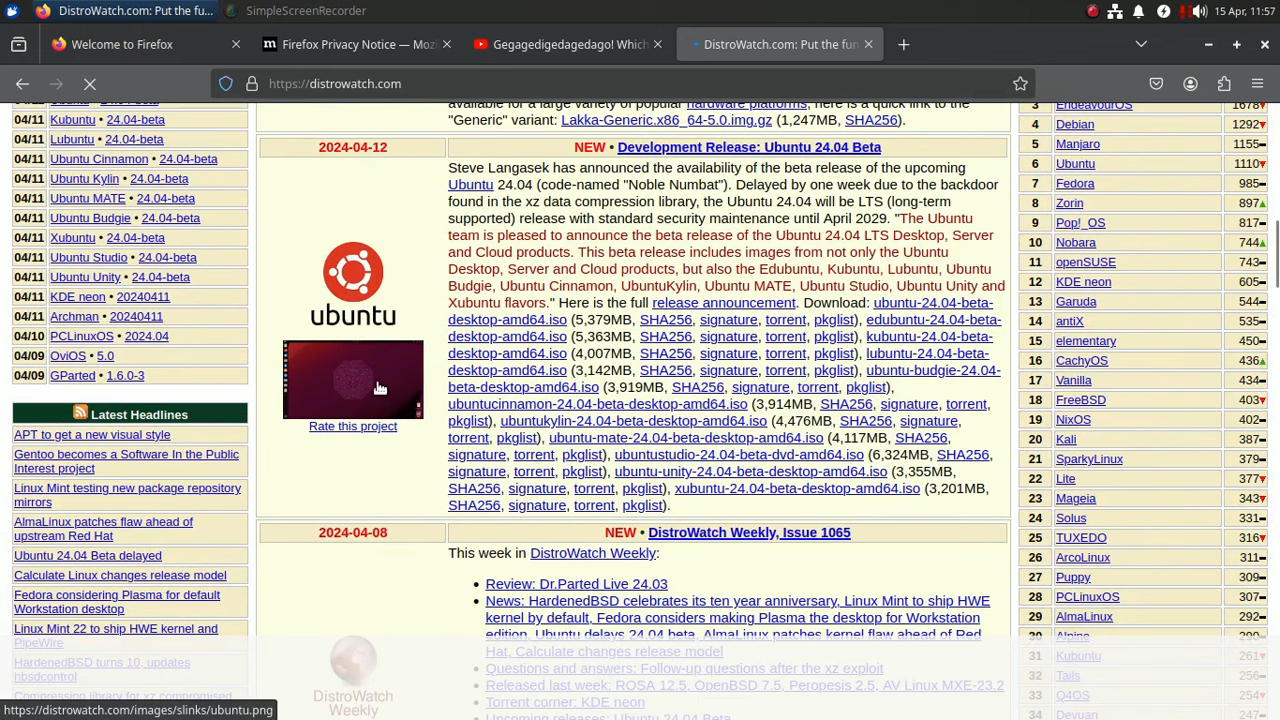 DistroWatch.com: Put the fu...
SimpleScreenRecorder
15 Apr, 11:57
Welcome to Firefox
Firefox Privacy Notice — Mozi
Gegagedigedagedago! Which
DistroWatch.com: Put the fun
https://distrowatch.com
04/11 Kubuntu • 24.04-beta
04/11 Lubuntu • 24.04-beta
04/11 Ubuntu Cinnamon • 24.04-beta
04/11 Ubuntu Kylin • 24.04-beta
04/11 Ubuntu MATE • 24.04-beta
04/11 Ubuntu Budgie • 24.04-beta
04/11 Xubuntu • 24.04-beta
04/11 Ubuntu Studio • 24.04-beta
04/11 Ubuntu Unity • 24.04-beta
04/11 KDE neon • 20240411
04/11 Archman • 20240411
04/10 PCLinuxOS • 2024.04
04/09 OviOS • 5.0
04/09 GParted • 1.6.0-3
Latest Headlines
APT to get a new visual style
Gentoo becomes a Software In the Public
Interest project
Linux Mint testing new package repository
mirrors
AlmaLinux patches flaw ahead of
upstream Red Hat
Ubuntu 24.04 Beta delayed
Calculate Linux changes release model
Fedora considering Plasma for default
Workstation desktop
Linux Mint 22 to ship HWE kernel and
PipeWire
HardenedBSD turns 10, updates
hbsdcontrol
Compressing library for xz compromised
available for a large variety of popular hardware platforms, here is a quick link to the
"Generic" variant: Lakka-Generic.x86_64-5.0.img.gz (1,247MB, SHA256).
2024-04-12
NEW • Development Release: Ubuntu 24.04 Beta
ubuntu
Rate this project
Steve Langasek has announced the availability of the beta release of the upcoming
Ubuntu 24.04 (code-named "Noble Numbat"). Delayed by one week due to the backdoor
found in the xz data compression library, the Ubuntu 24.04 will be LTS (long-term
supported) release with standard security maintenance until April 2029. "The Ubuntu
team is pleased to announce the beta release of the Ubuntu 24.04 LTS Desktop, Server
and Cloud products. This beta release includes images from not only the Ubuntu
Desktop, Server and Cloud products, but also the Edubuntu, Kubuntu, Lubuntu, Ubuntu
Budgie, Ubuntu Cinnamon, UbuntuKylin, Ubuntu MATE, Ubuntu Studio, Ubuntu Unity and
Xubuntu flavors." Here is the full release announcement. Download: ubuntu-24.04-beta-
desktop-amd64.iso (5,379MB, SHA256, signature, torrent, pkglist), edubuntu-24.04-beta-
desktop-amd64.iso (5,363MB, SHA256, signature, torrent, pkglist), kubuntu-24.04-beta-
desktop-amd64.iso (4,007MB, SHA256, signature, torrent, pkglist), lubuntu-24.04-beta-
desktop-amd64.iso (3,142MB, SHA256, signature, torrent, pkglist), ubuntu-budgie-24.04-
beta-desktop-amd64.iso (3,919MB, SHA256, signature, torrent, pkglist),
ubuntucinnamon-24.04-beta-desktop-amd64.iso (3,914MB, SHA256, signature, torrent,
pkglist), ubuntukylin-24.04-beta-desktop-amd64.iso (4,476MB, SHA256, signature,
torrent, pkglist), ubuntu-mate-24.04-beta-desktop-amd64.iso (4,117MB, SHA256,
signature, torrent, pkglist), ubuntustudio-24.04-beta-dvd-amd64.iso (6,324MB, SHA256,
signature, torrent, pkglist), ubuntu-unity-24.04-beta-desktop-amd64.iso (3,355MB,
SHA256, signature, torrent, pkglist), xubuntu-24.04-beta-desktop-amd64.iso (3,201MB,
SHA256, signature, torrent, pkglist).
2024-04-08
NEW • DistroWatch Weekly, Issue 1065
DistroWatch
Weekly
This week in DistroWatch Weekly:
• Review: Dr.Parted Live 24.03
• News: HardenedBSD celebrates its ten year anniversary, Linux Mint to ship HWE
kernel by default, Fedora considers making Plasma the desktop for Workstation
edition, Ubuntu delays 24.04 beta, AlmaLinux patches kernel flaw ahead of Red
Hat, Calculate changes release model
Questions and answers: Follow-up questions after the xz exploit
Released last week: ROSA 12.5, OpenBSD 7.5, Peropesis 2.5, AV Linux MXE-23.2
Torrent corner: KDE neon
Upcoming releases: Ubuntu 24.04 Beta
3 EndeavourOS 1678
4 Debian 1292
5 Manjaro 1155
6 Ubuntu 1110
7 Fedora 985
8 Zorin 897
9 Pop!_OS 817
10 Nobara 744
11 openSUSE 743
12 KDE neon 605
13 Garuda 544
14 antiX 535
15 elementary 450
16 CachyOS 436
17 Vanilla 434
18 FreeBSD 403
19 NixOS 402
20 Kali 387
21 SparkyLinux 379
22 Lite 377
23 Mageia 343
24 Solus 331
25 TUXEDO 316
26 ArcoLinux 311
27 Puppy 309
28 PCLinuxOS 307
29 AlmaLinux 292
30 Alpine 290
31 Kubuntu 261
32 Tails 256
33 Q4OS 254
34 Devuan 247
https://distrowatch.com/images/slinks/ubuntu.png